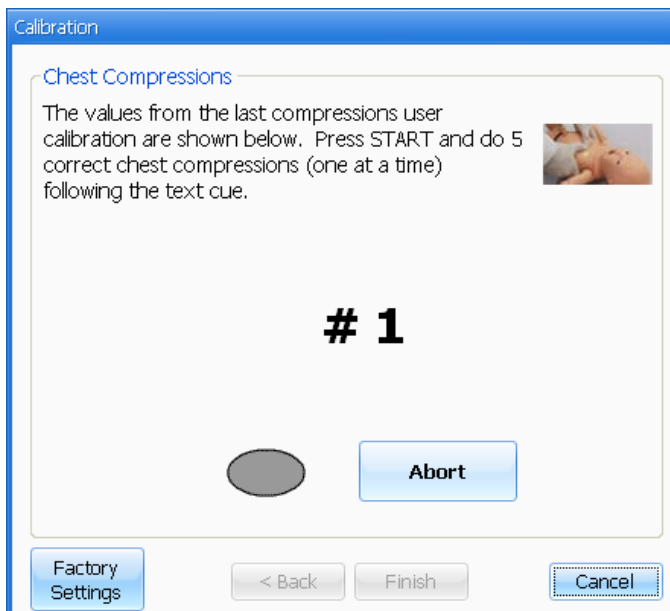 Calibration
Chest Compressions
The values from the last compressions user
calibration are shown below. Press START and do 5
correct chest compressions (one at a time)
following the text cue.
# 1
Abort
Factory
Settings
< Back
Finish
Cancel